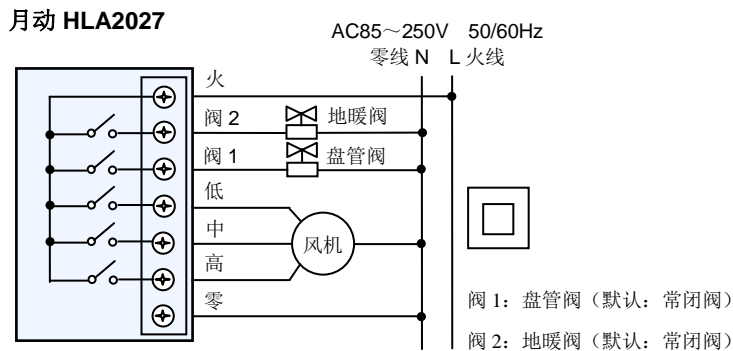 月动 HLA2027
AC85～250V 50/60Hz
零线 N L 火线
火
阀 2 地暖阀
阀 1 盘管阀
低
中
风机
高
零
阀 1：盘管阀（默认：常闭阀）
阀 2：地暖阀（默认：常闭阀）